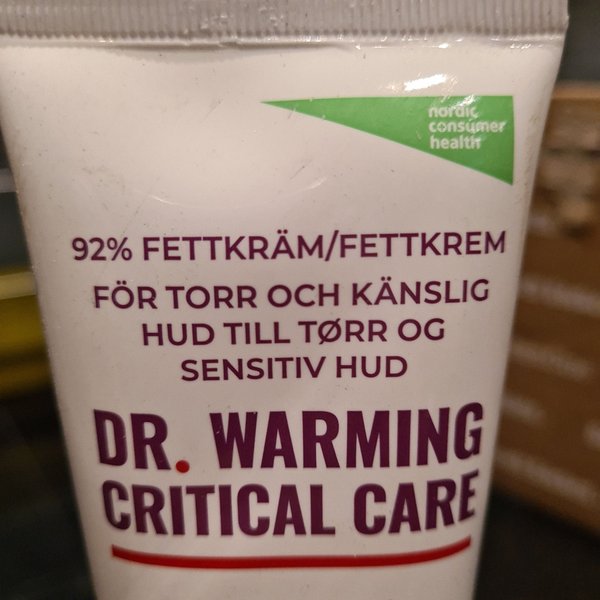 nordic
consumer
health
92% FETTKRÄM/FETTKREM
FÖR TORR OCH KÄNSLIG
HUD TILL TØRR OG
SENSITIV HUD
DR. WARMING
CRITICAL CARE